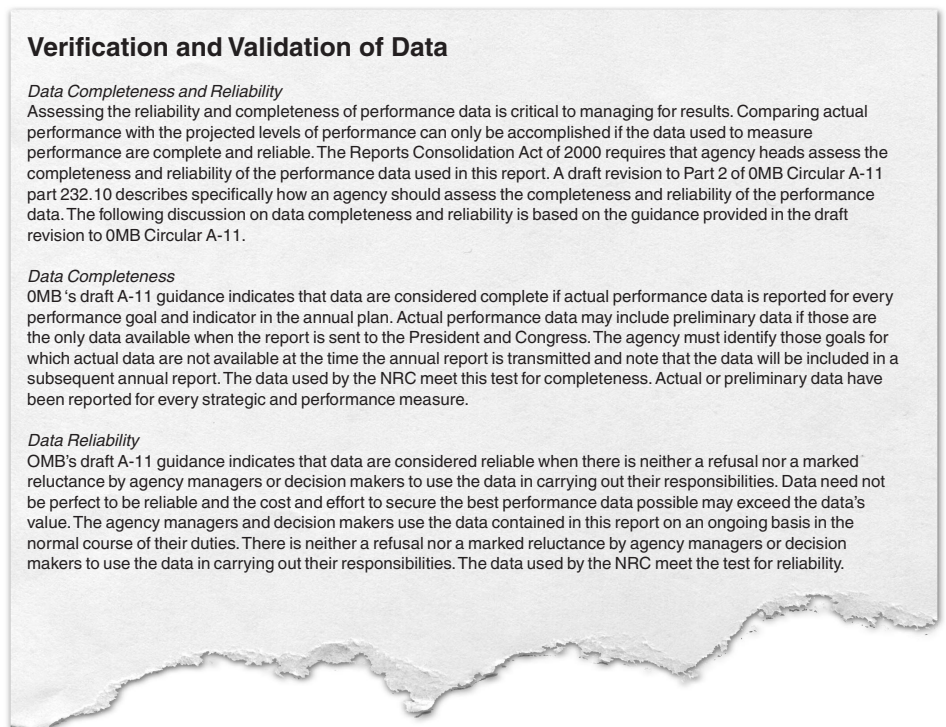 Verification and Validation of Data
Data Completeness and Reliability
Assessing the reliability and completeness of performance data is critical to managing for results. Comparing actual
performance with the projected levels of performance can only be accomplished if the data used to measure
performance are complete and reliable. The Reports Consolidation Act of 2000 requires that agency heads assess the
completeness and reliability of the performance data used in this report. A draft revision to Part 2 of 0MB Circular A-11
part 232.10 describes specifically how an agency should assess the completeness and reliability of the performance
data. The following discussion on data completeness and reliability is based on the guidance provided in the draft
revision to 0MB Circular A-11.
Data Completeness
0MB 's draft A-11 guidance indicates that data are considered complete if actual performance data is reported for every
performance goal and indicator in the annual plan. Actual performance data may include preliminary data if those are
the only data available when the report is sent to the President and Congress. The agency must identify those goals for
which actual data are not available at the time the annual report is transmitted and note that the data will be included in a
subsequent annual report. The data used by the NRC meet this test for completeness. Actual or preliminary data have
been reported for every strategic and performance measure.
Data Reliability
OMB's draft A-11 guidance indicates that data are considered reliable when there is neither a refusal nor a marked
reluctance by agency managers or decision makers to use the data in carrying out their responsibilities. Data need not
be perfect to be reliable and the cost and effort to secure the best performance data possible may exceed the data's
value. The agency managers and decision makers use the data contained in this report on an ongoing basis in the
normal course of their duties. There is neither a refusal nor a marked reluctance by agency managers or decision
makers to use the data in carrying out their responsibilities. The data used by the NRC meet the test for reliability.